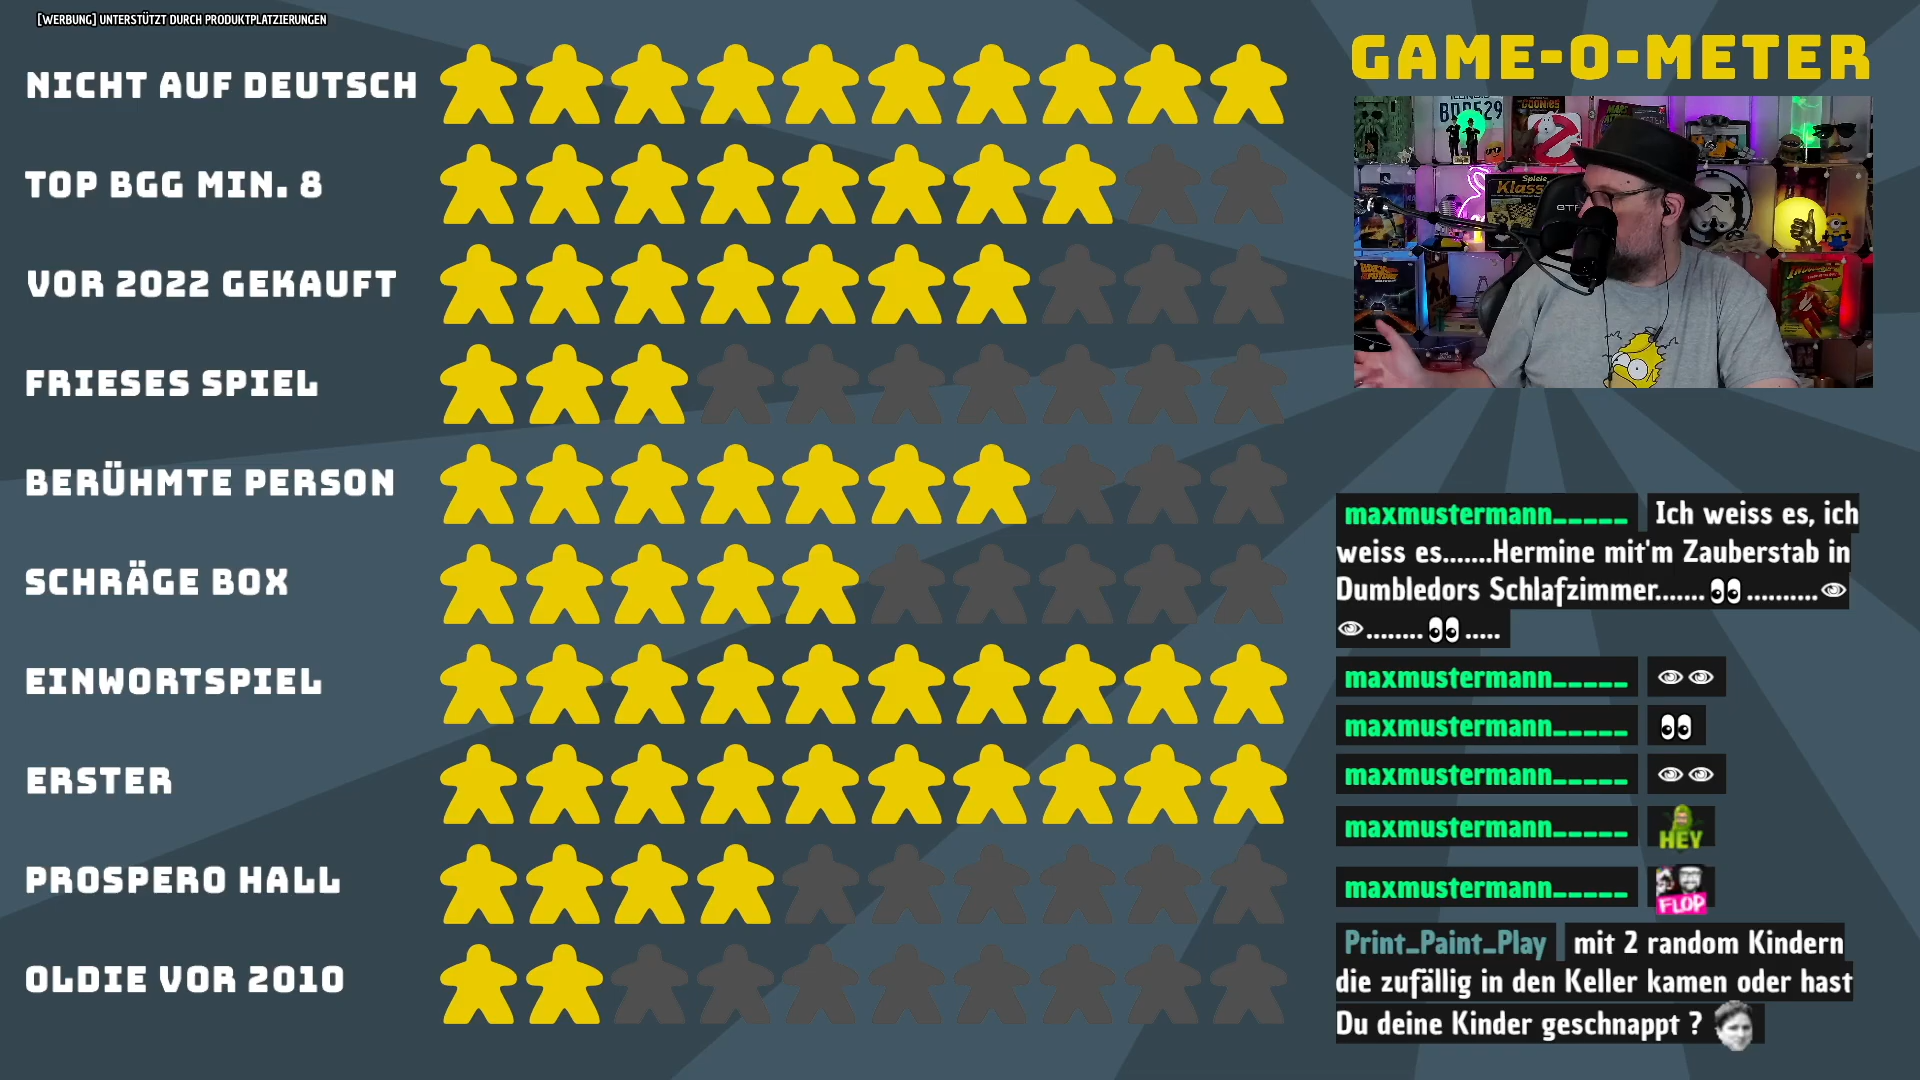 [WERBUNG] UNTERSTÜTZT DURCH PRODUKTPLATZIERUNGEN
NICHT AUF DEUTSCH
TOP BGG MIN. 8
VOR 2022 GEKAUFT
FRIESES SPIEL
BERÜHMTE PERSON
SCHRÄGE BOX
EINWORTSPIEL
ERSTER
PROSPERO HALL
OLDIE VOR 2010
GAME-O-METER
GOONIES
Spiele
Klass
maxmustermann_____ Ich weiss es, ich
weiss es.......Hermine mit'm Zauberstab in
Dumbledors Schlafzimmer....... 👀 ..........👁
👁........ 👀 .....
maxmustermann_____ 👁👁
maxmustermann_____ 👀
maxmustermann_____ 👁👁
maxmustermann_____ HEY
maxmustermann_____ FLOP
Print_Paint_Play mit 2 random Kindern
die zufällig in den Keller kamen oder hast
Du deine Kinder geschnappt ?